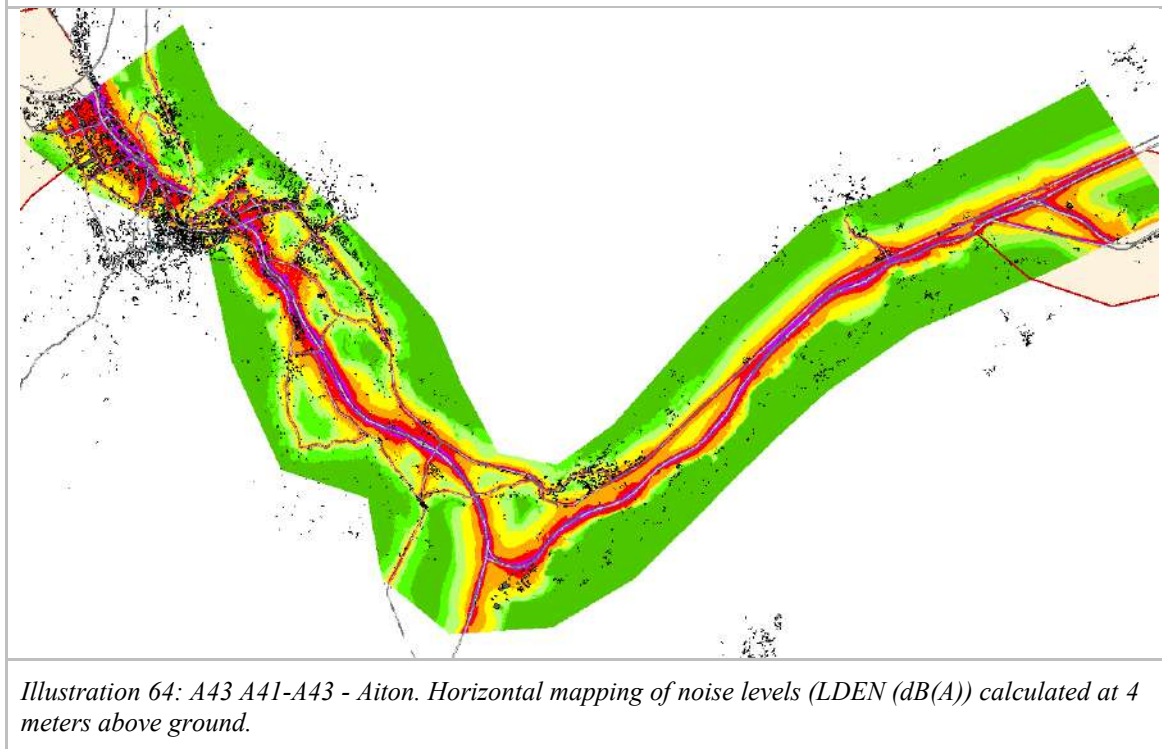 Illustration 64: A43 A41-A43 - Aiton. Horizontal mapping of noise levels (LDEN (dB(A)) calculated at 4
meters above ground.